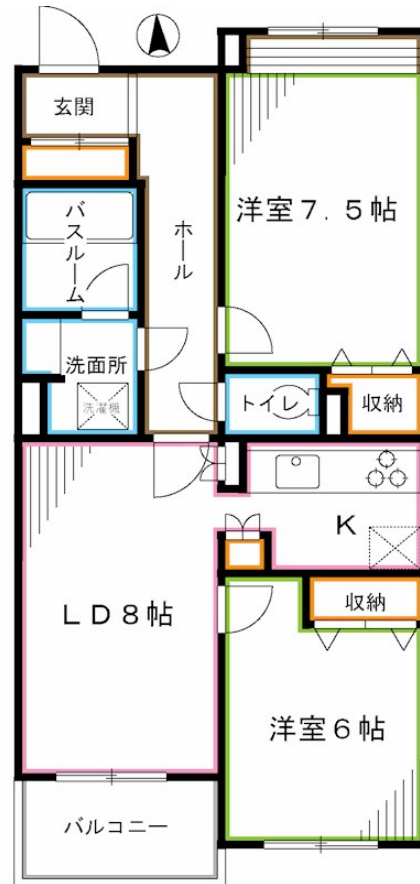 玄関
洋室7.5帖
バスルーム
ホール
洗面所
洗濯機
トイレ
収納
K
LD8帖
収納
洋室6帖
バルコニー